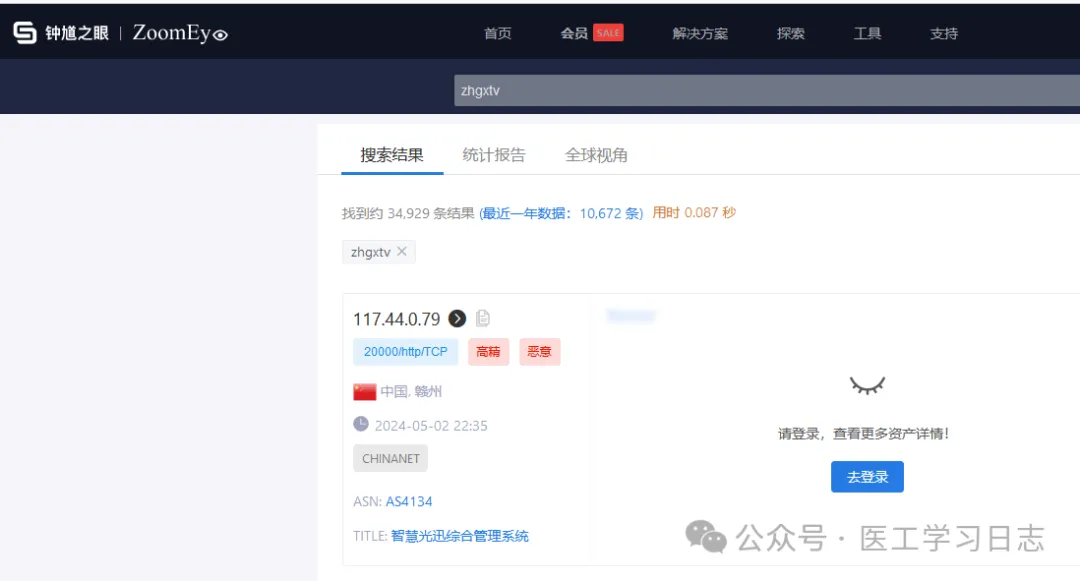 钟馗之眼 | ZoomEye
首页 会员 SALE 解决方案 探索 工具 支持
zhgxtv
搜索结果 统计报告 全球视角
找到约 34,929 条结果 (最近一年数据：10,672 条) 用时 0.087 秒
zhgxtv
117.44.0.79
20000/http/TCP 高精 恶意
中国, 赣州
2024-05-02 22:35
CHINANET
ASN: AS4134
TITLE: 智慧光迅综合管理系统
请登录，查看更多资产详情！
去登录
公众号 · 医工学习日志